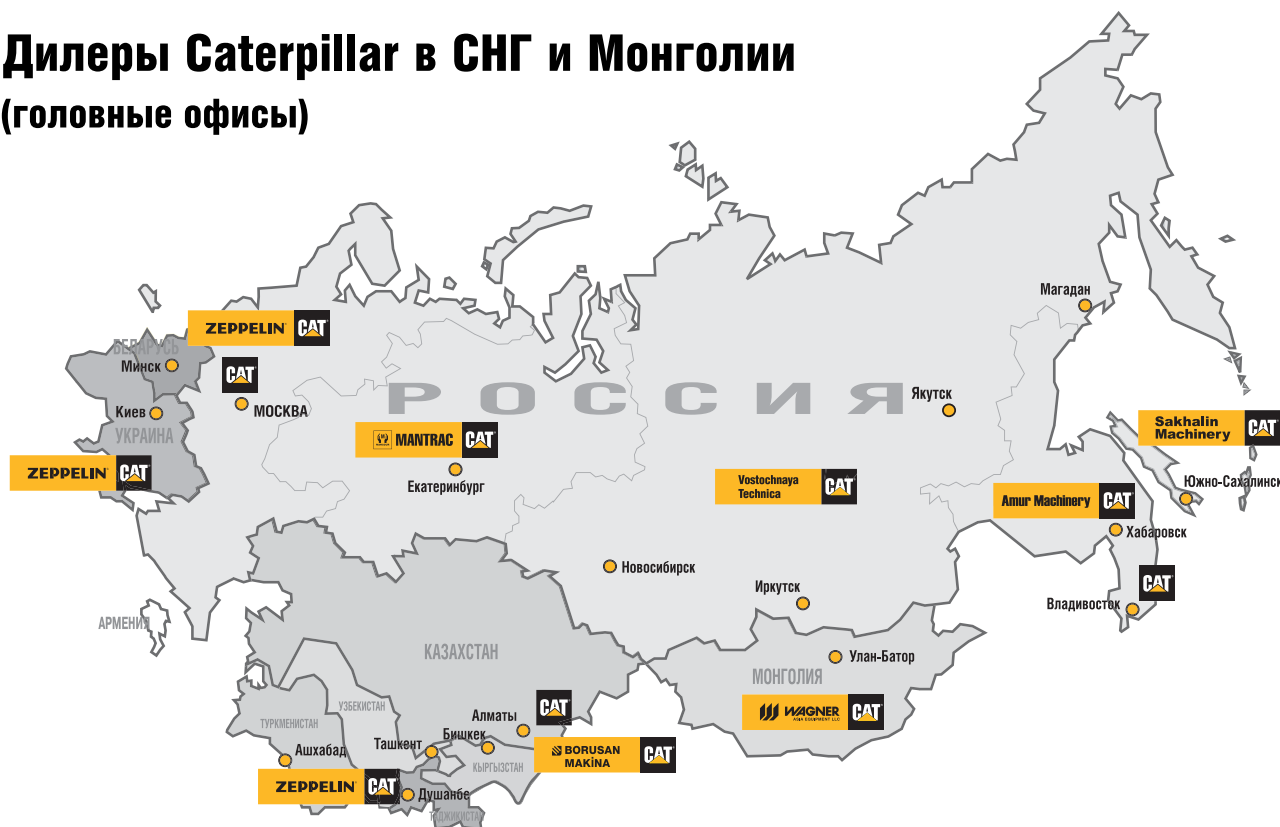 Дилеры Caterpillar в СНГ и Монголии
(головные офисы)
Магадан
ZEPPELIN CAT
БЕЛАРУСЬ
Минск
CAT
РОССИЯ
Якутск
Киев
МОСКВА
УКРАИНА
MANTRAC CAT
Sakhalin
Machinery CAT
ZEPPELIN CAT
Екатеринбург
Vostochnaya
Technica CAT
Южно-Сахалинск
Amur Machinery CAT
Хабаровск
Новосибирск
CAT
Иркутск
Владивосток
АРМЕНИЯ
КАЗАХСТАН
Улан-Батор
МОНГОЛИЯ
УЗБЕКИСТАН
CAT
WAGNER CAT
ASIA EQUIPMENT LLC
ТУРКМЕНИСТАН
Алматы
Бишкек
Ташкент
Ашхабад
BORUSAN
MAKİNA CAT
КЫРГЫЗСТАН
ZEPPELIN CAT
Душанбе
ТАДЖИКИСТАН